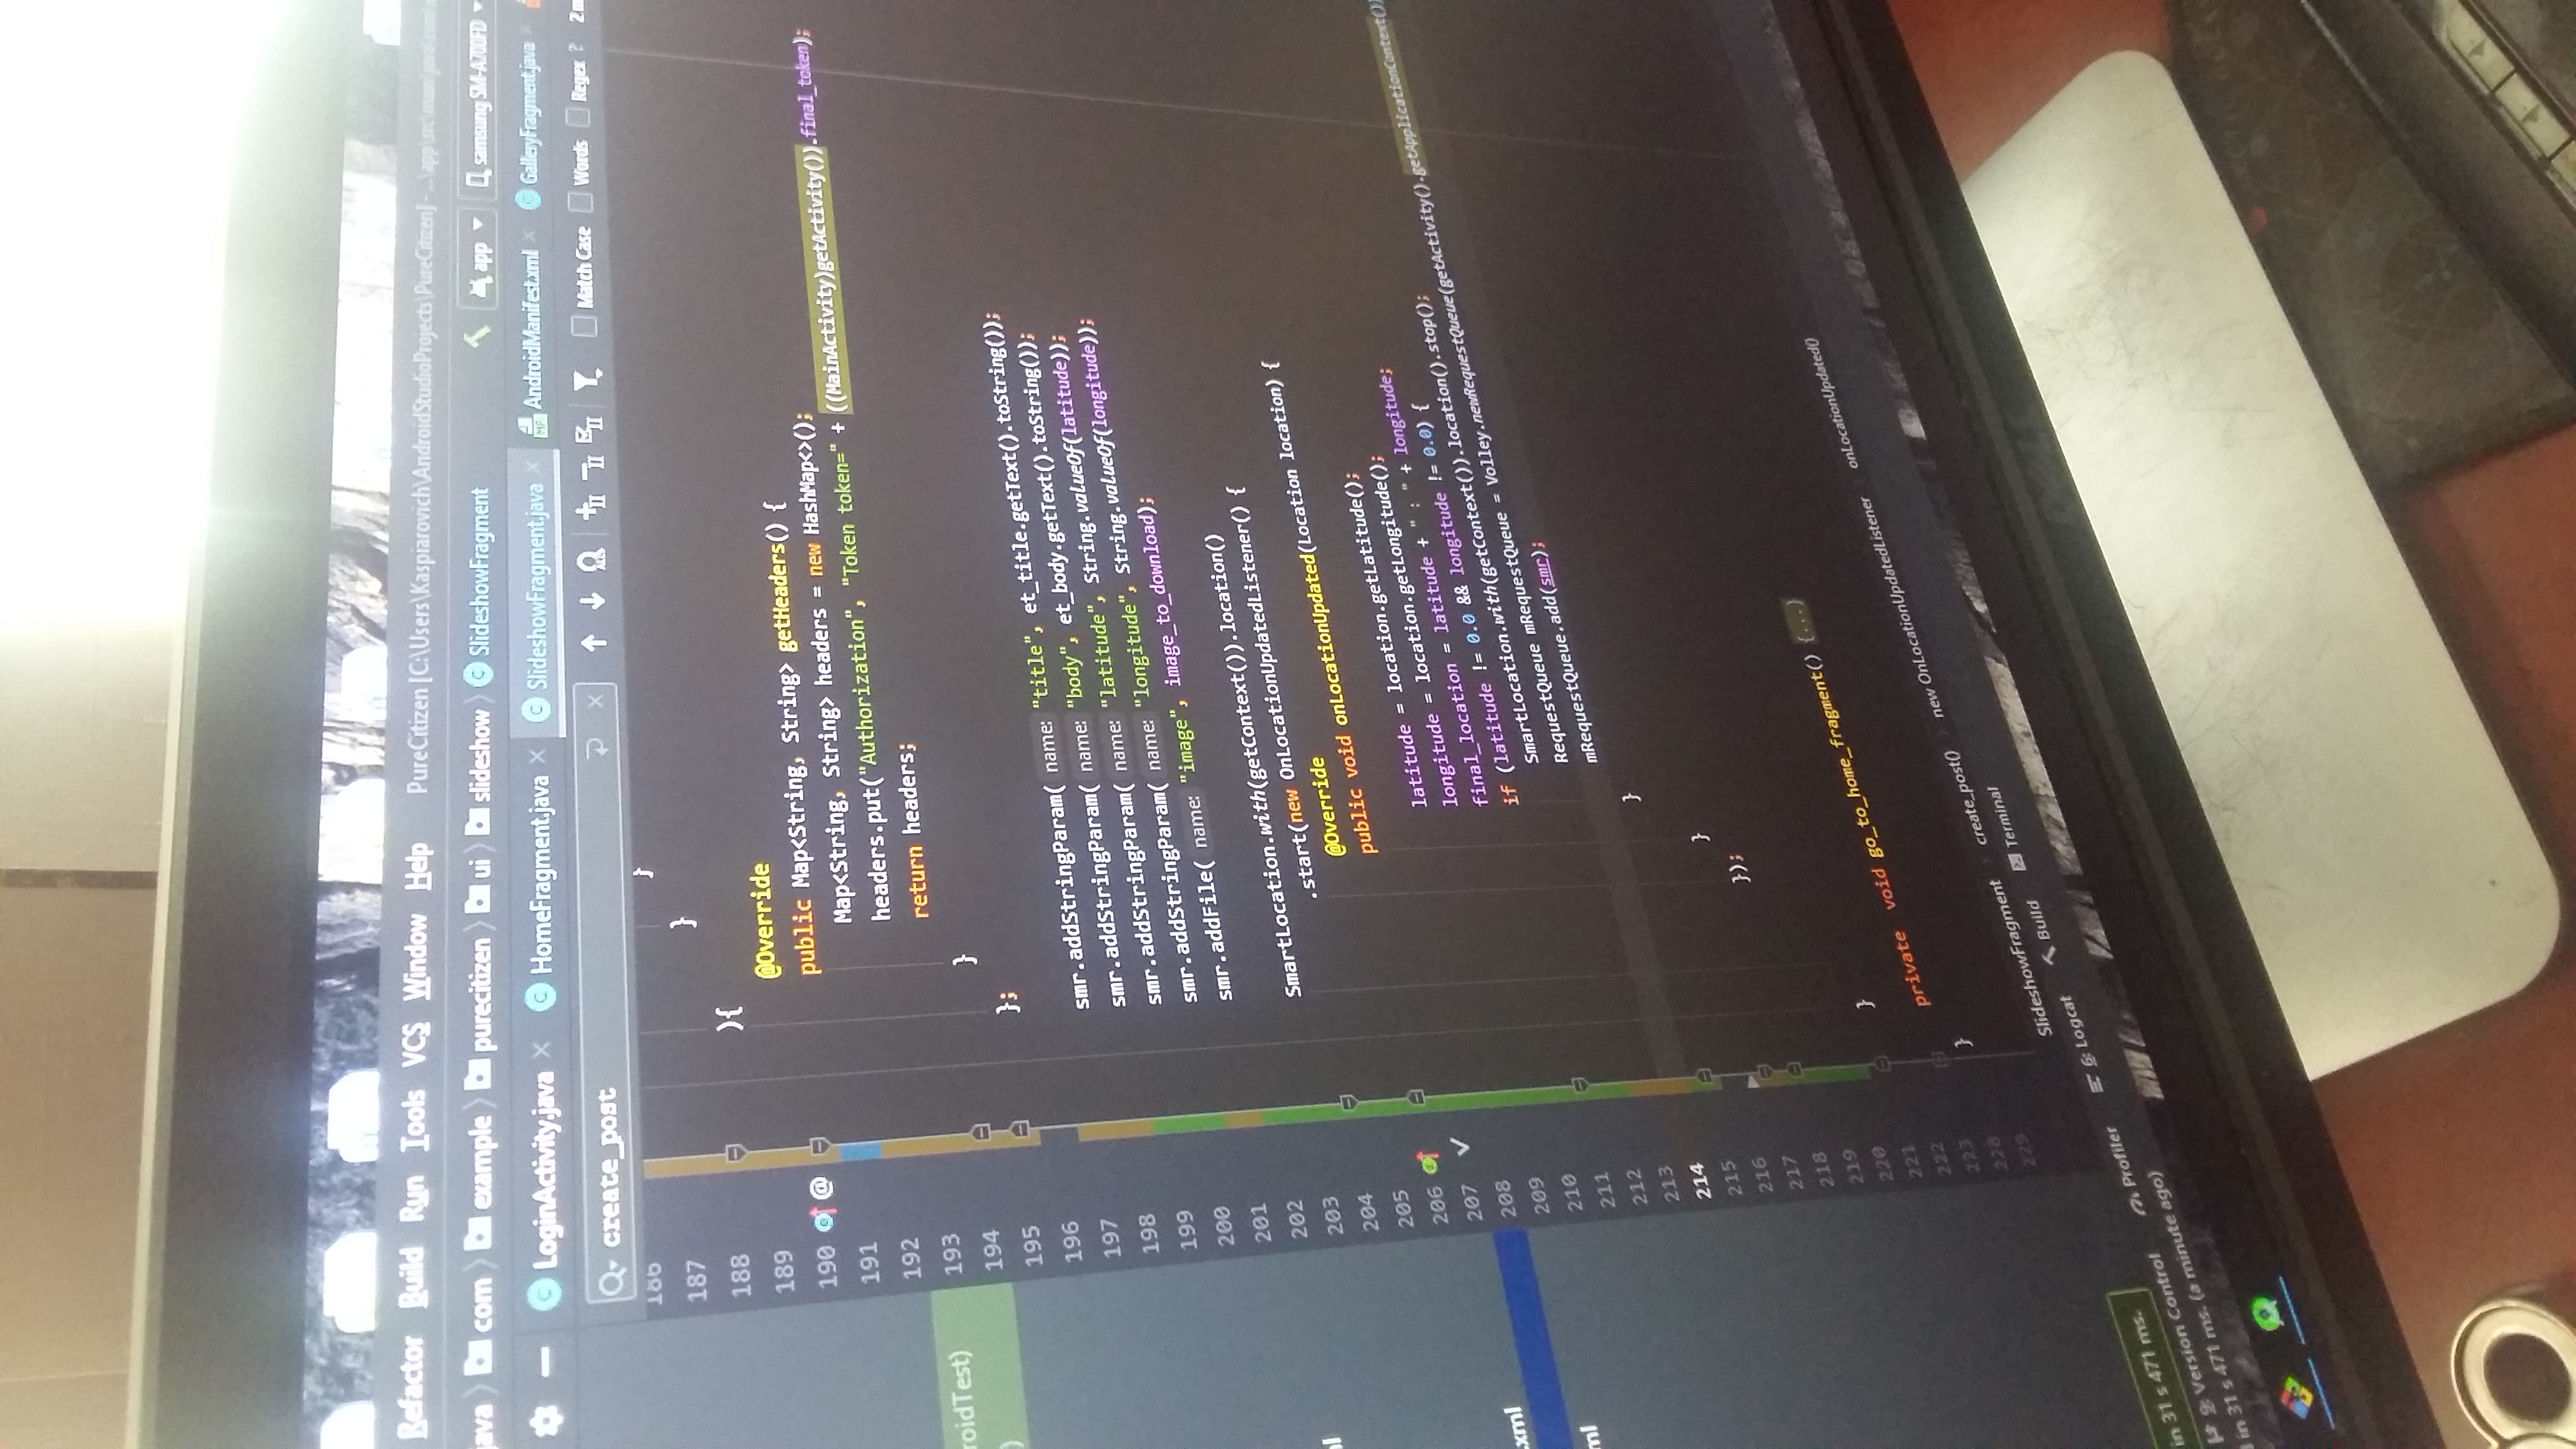 Refactor Build Run Tools VCS Window Help PureCitizen [C:\Users\Kaspiarovich\AndroidStudioProjects\PureCitizen] - ...\app\src\main\java\com\
java com example purecitizen ui slideshow SlideshowFragment app samsung SM-A700FD
LoginActivity.java HomeFragment.java SlideshowFragment.java AndroidManifest.xml GalleryFragment.java
create_post Match Case Words Regex ? 2 m
186 }
187 }
188 ){
189 @Override
190 @ public Map<String, String> getHeaders() {
191 Map<String, String> headers = new HashMap<>();
192 headers.put("Authorization", "Token token=" + ((MainActivity)getActivity()).final_token);
193 return headers;
194 }
195 };
196
197 smr.addStringParam( name: "title", et_title.getText().toString());
198 smr.addStringParam( name: "body", et_body.getText().toString());
199 smr.addStringParam( name: "latitude", String.valueOf(latitude));
200 smr.addStringParam( name: "longitude", String.valueOf(longitude));
201 smr.addFile( name: "image", image_to_download);
202
203 SmartLocation.with(getContext()).location()
204 .start(new OnLocationUpdatedListener() {
205 @Override
206 public void onLocationUpdated(Location location) {
207
208 latitude = location.getLatitude();
209 longitude = location.getLongitude();
210 final_location = latitude + " : " + longitude;
211 if (latitude != 0.0 && longitude != 0.0) {
212 SmartLocation.with(getContext()).location().stop();
213 RequestQueue mRequestQueue = Volley.newRequestQueue(getActivity().getApplicationContext())
214 mRequestQueue.add(smr);
215 }
216
217 }
218 });
219
220
221
222 }
223 private void go_to_home_fragment() {...}
228 }
229
SlideshowFragment create_post() new OnLocationUpdatedListener onLocationUpdated()
roidTest)
)
.xml
ml
in 31 s 471 ms.
9: Version Control Profiler 6: Logcat Build Terminal
in 31 s 471 ms. (a minute ago)